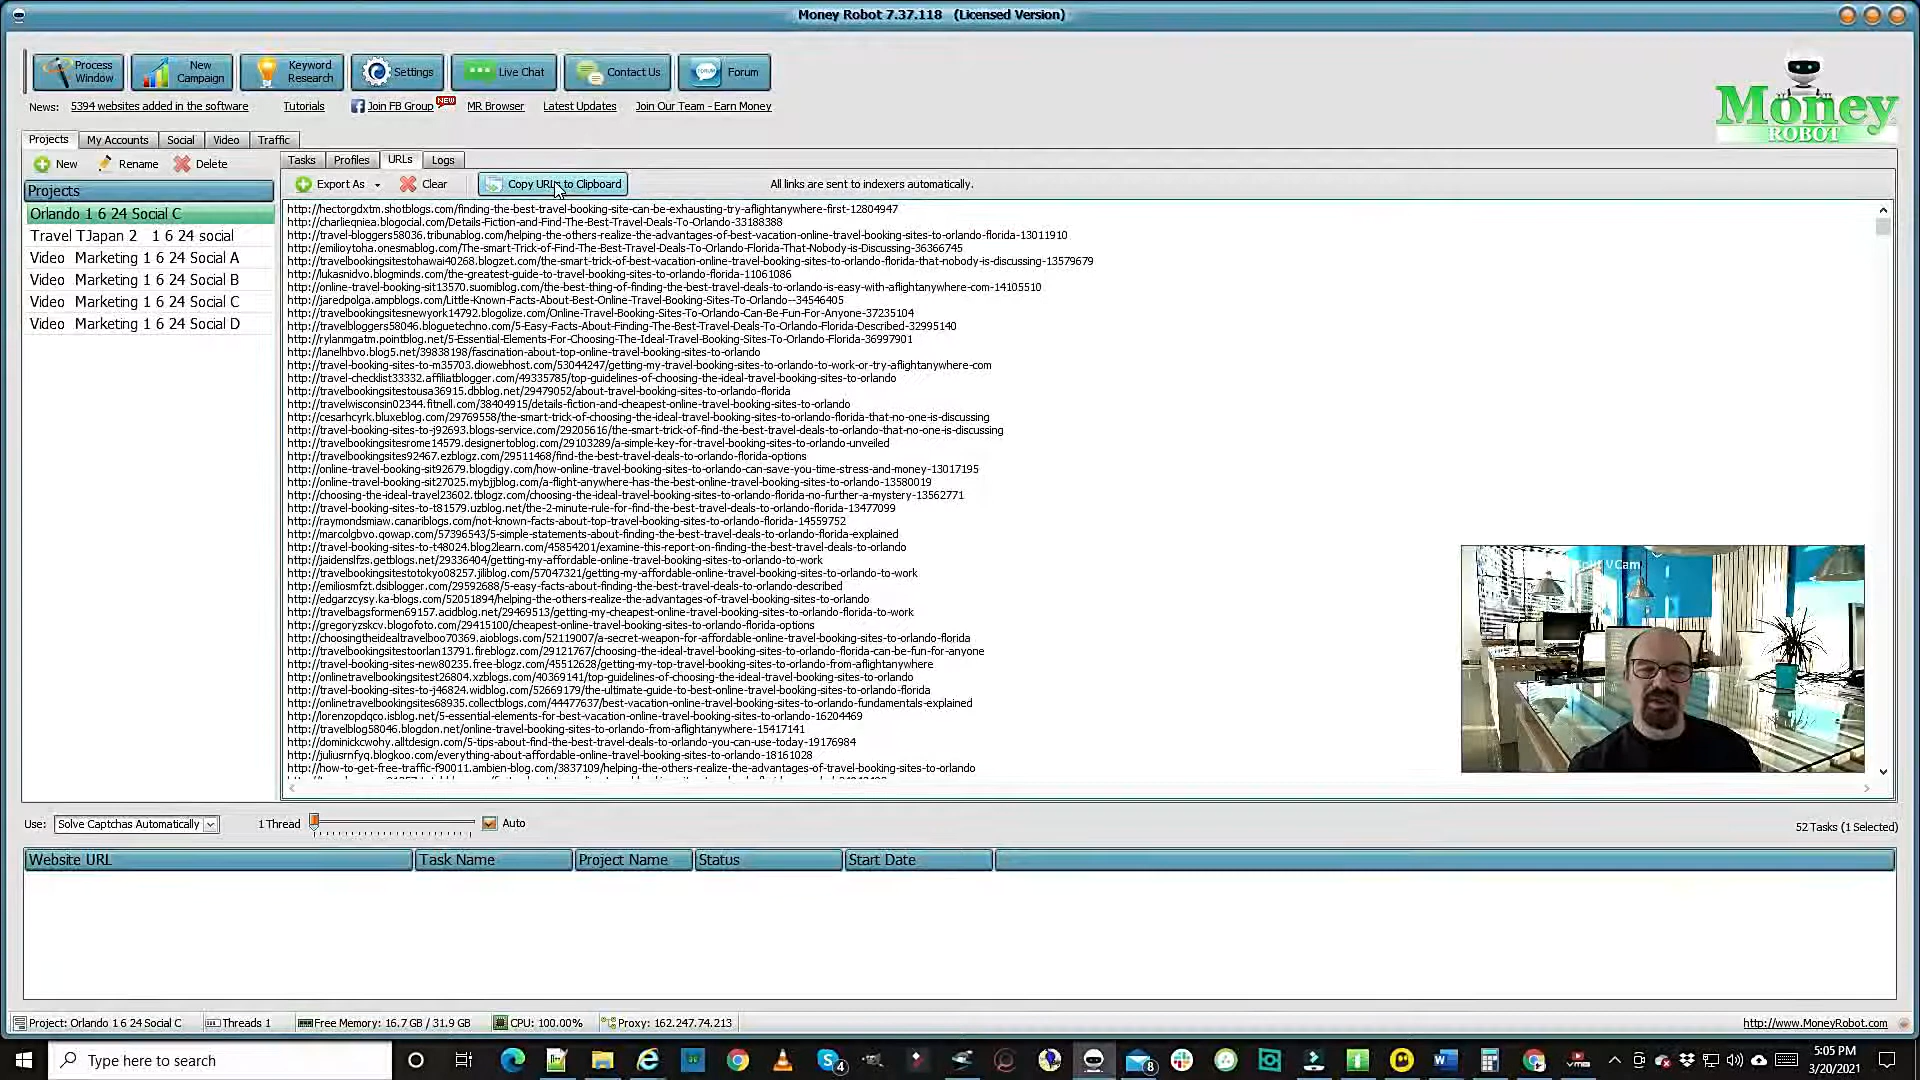 Money Robot 7.37.118 (Licensed Version)
Process Window
New Campaign
Keyword Research
Settings
Live Chat
Contact Us
FORUM
Forum
News:
5394 websites added in the software
Tutorials
Join FB Group
NEW
MR Browser
Latest Updates
Join Our Team - Earn Money
Money
ROBOT
Projects
My Accounts
Social
Video
Traffic
New
Rename
Delete
Tasks
Profiles
URLs
Logs
Export As
Clear
Copy URLs to Clipboard
All links are sent to indexers automatically.
Projects
Orlando 1 6 24 Social C
Travel TJapan 2 1 6 24 social
Video Marketing 1 6 24 Social A
Video Marketing 1 6 24 Social B
Video Marketing 1 6 24 Social C
Video Marketing 1 6 24 Social D
http://hectorgdxtm.shotblogs.com/finding-the-best-travel-booking-site-can-be-exhausting-try-aflightanywhere-first-12804947
http://charlieqniea.blogocial.com/Details-Fiction-and-Find-The-Best-Travel-Deals-To-Orlando-33188388
http://travel-bloggers58036.tribunablog.com/helping-the-others-realize-the-advantages-of-best-vacation-online-travel-booking-sites-to-orlando-florida-13011910
http://emilioytoha.onesmablog.com/The-smart-Trick-of-Find-The-Best-Travel-Deals-To-Orlando-Florida-That-Nobody-is-Discussing-36366745
http://travelbookingsitestohawai40268.blogzet.com/the-smart-trick-of-best-vacation-online-travel-booking-sites-to-orlando-florida-that-nobody-is-discussing-13579679
http://lukasnidvo.blogminds.com/the-greatest-guide-to-travel-booking-sites-to-orlando-florida-11061086
http://online-travel-booking-sit13570.suomiblog.com/the-best-thing-of-finding-the-best-travel-deals-to-orlando-is-easy-with-aflightanywhere-com-14105510
http://jaredpolga.ampblogs.com/Little-Known-Facts-About-Best-Online-Travel-Booking-Sites-To-Orlando--34546405
http://travelbookingsitesnewyork14792.blogolize.com/Online-Travel-Booking-Sites-To-Orlando-Can-Be-Fun-For-Anyone-37235104
http://travelbloggers58046.bloguetechno.com/5-Easy-Facts-About-Finding-The-Best-Travel-Deals-To-Orlando-Florida-Described-32995140
http://rylanmgatm.pointblog.net/5-Essential-Elements-For-Choosing-The-Ideal-Travel-Booking-Sites-To-Orlando-Florida-36997901
http://lanelhbvo.blog5.net/39838198/fascination-about-top-online-travel-booking-sites-to-orlando
http://travel-booking-sites-to-m35703.diowebhost.com/53044247/getting-my-travel-booking-sites-to-orlando-to-work-or-try-aflightanywhere-com
http://travel-checklist33332.affiliatblogger.com/49335785/top-guidelines-of-choosing-the-ideal-travel-booking-sites-to-orlando
http://travelbookingsitestousa36915.dbblog.net/29479052/about-travel-booking-sites-to-orlando-florida
http://travelwisconsin02344.fitnell.com/38404915/details-fiction-and-cheapest-online-travel-booking-sites-to-orlando
http://cesarhcyrk.bluxeblog.com/29769558/the-smart-trick-of-choosing-the-ideal-travel-booking-sites-to-orlando-florida-that-no-one-is-discussing
http://travel-booking-sites-to-j92693.blogs-service.com/29205616/the-smart-trick-of-find-the-best-travel-deals-to-orlando-that-no-one-is-discussing
http://travelbookingsitesrome14579.designertoblog.com/29103289/a-simple-key-for-travel-booking-sites-to-orlando-unveiled
http://travelbookingsites92467.ezblogz.com/29511468/find-the-best-travel-deals-to-orlando-florida-options
http://online-travel-booking-sit92679.blogdigy.com/how-online-travel-booking-sites-to-orlando-can-save-you-time-stress-and-money-13017195
http://online-travel-booking-sit27025.mybjjblog.com/a-flight-anywhere-has-the-best-online-travel-booking-sites-to-orlando-13580019
http://choosing-the-ideal-travel23602.tblogz.com/choosing-the-ideal-travel-booking-sites-to-orlando-florida-no-further-a-mystery-13562771
http://travel-booking-sites-to-t81579.uzblog.net/the-2-minute-rule-for-find-the-best-travel-deals-to-orlando-florida-13477099
http://raymondsmiaw.canariblogs.com/not-known-facts-about-top-travel-booking-sites-to-orlando-florida-14559752
http://marcolgbvo.qowap.com/57396543/5-simple-statements-about-finding-the-best-travel-deals-to-orlando-florida-explained
http://travel-booking-sites-to-t48024.blog2learn.com/45854201/examine-this-report-on-finding-the-best-travel-deals-to-orlando
http://jaidenslfzs.getblogs.net/29336404/getting-my-affordable-online-travel-booking-sites-to-orlando-to-work
http://travelbookingsitestotokyo08257.jiliblog.com/57047321/getting-my-affordable-online-travel-booking-sites-to-orlando-to-work
http://emiliosmfzt.dsiblogger.com/29592688/5-easy-facts-about-finding-the-best-travel-deals-to-orlando-described
http://edgarzcysy.ka-blogs.com/52051894/helping-the-others-realize-the-advantages-of-travel-booking-sites-to-orlando
http://travelbagsformen69157.acidblog.net/29469513/getting-my-cheapest-online-travel-booking-sites-to-orlando-florida-to-work
http://gregoryzskcv.blogofoto.com/29415100/cheapest-online-travel-booking-sites-to-orlando-florida-options
http://choosingtheidealtravelboo70369.aioblogs.com/52119007/a-secret-weapon-for-affordable-online-travel-booking-sites-to-orlando-florida
http://travelbookingsitestoorlan13791.fireblogz.com/29121767/choosing-the-ideal-travel-booking-sites-to-orlando-florida-can-be-fun-for-anyone
http://travel-booking-sites-new80235.free-blogz.com/45512628/getting-my-top-travel-booking-sites-to-orlando-from-aflightanywhere
http://onlinetravelbookingsitest26804.xzblogs.com/40369141/top-guidelines-of-choosing-the-ideal-travel-booking-sites-to-orlando
http://travel-booking-sites-to-j46824.widblog.com/52669179/the-ultimate-guide-to-best-online-travel-booking-sites-to-orlando-florida
http://onlinetravelbookingsites68935.collectblogs.com/44477637/best-vacation-online-travel-booking-sites-to-orlando-fundamentals-explained
http://lorenzopdqco.isblog.net/5-essential-elements-for-best-vacation-online-travel-booking-sites-to-orlando-16204469
http://travelblog58046.blogdon.net/online-travel-booking-sites-to-orlando-from-aflightanywhere-15417141
http://dominickcwohy.alltdesign.com/5-tips-about-find-the-best-travel-deals-to-orlando-you-can-use-today-19176984
http://juliusrnfyq.blogkoo.com/everything-about-affordable-online-travel-booking-sites-to-orlando-18161028
http://how-to-get-free-traffic-f90011.ambien-blog.com/3837109/helping-the-others-realize-the-advantages-of-travel-booking-sites-to-orlando
Split VCam
Use:
Solve Captchas Automatically
1 Thread
Auto
52 Tasks (1 Selected)
Website URL
Task Name
Project Name
Status
Start Date
Project: Orlando 1 6 24 Social C
Threads 1
Free Memory: 16.7 GB / 31.9 GB
CPU: 100.00%
Proxy: 162.247.74.213
http://www.MoneyRobot.com
Type here to search
4
8
5:05 PM
3/20/2021